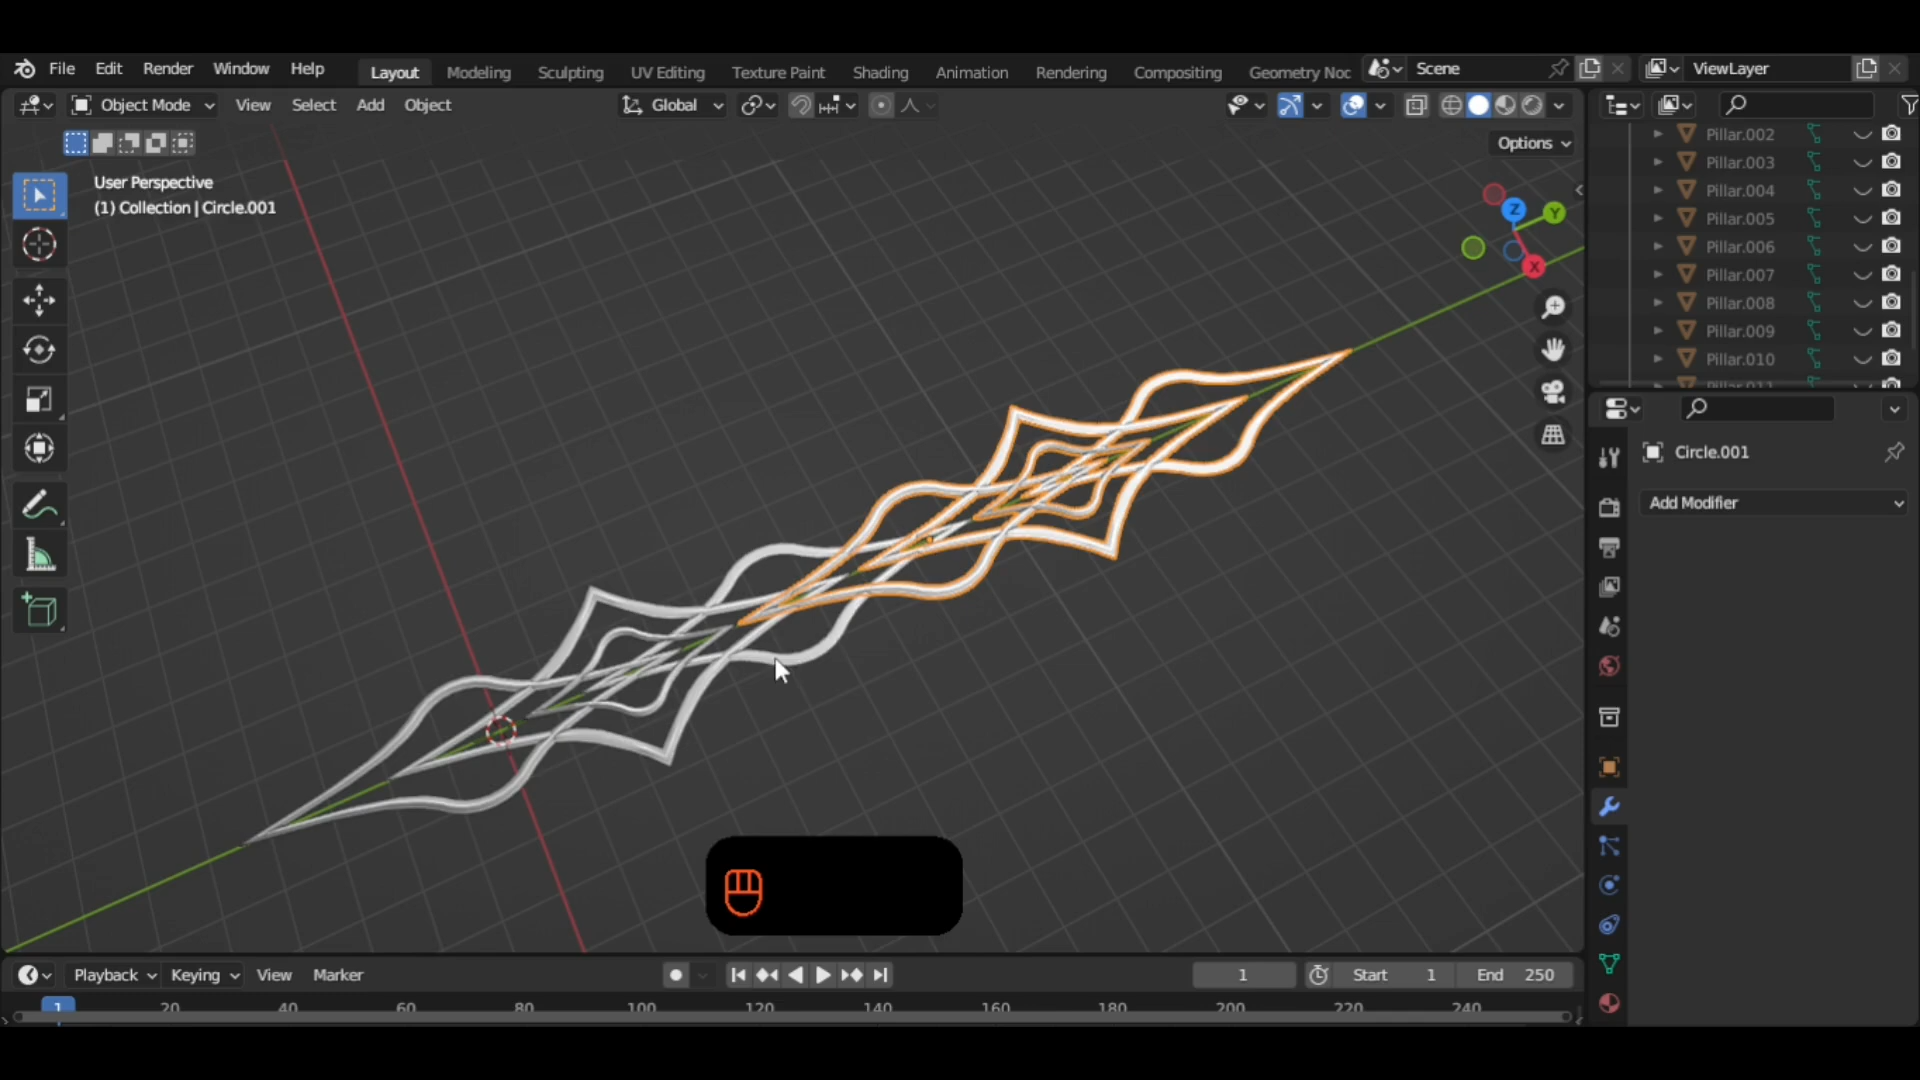 File Edit Render Window Help Layout Modeling Sculpting UV Editing Texture Paint Shading Animation Rendering Compositing Geometry Noc Scene ViewLayer
Object Mode View Select Add Object Global
Options
User Perspective
(1) Collection | Circle.001
Z
Y
X
Pillar.002
Pillar.003
Pillar.004
Pillar.005
Pillar.006
Pillar.007
Pillar.008
Pillar.009
Pillar.010
Pillar.011
Circle.001
Add Modifier
Playback Keying View Marker 1 Start 1 End 250
1 20 40 60 80 100 120 140 160 180 200 220 240